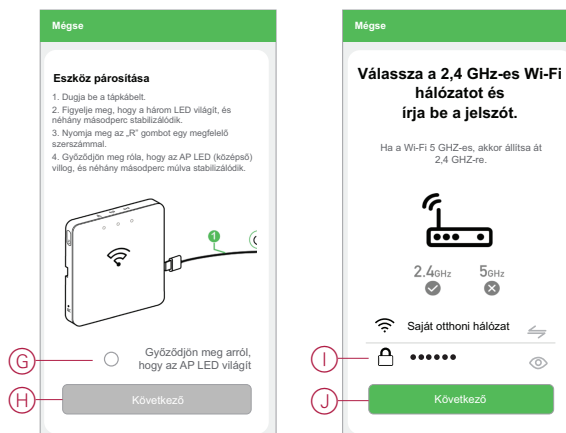 Mégse
Eszköz párosítása
1. Dugja be a tápkábelt.
2. Figyelje meg, hogy a három LED világít, és
néhány másodperc stabilizálódik.
3. Nyomja meg az „R” gombot egy megfelelő
szerszámmal.
4. Győződjön meg róla, hogy az AP LED (középső)
villog, és néhány másodperc múlva stabilizálódik.
1
G
Győződjön meg arról,
hogy az AP LED világít
H
Következő
Mégse
Válassza a 2,4 GHz-es Wi-Fi
hálózatot és
írja be a jelszót.
Ha a Wi-Fi 5 GHZ-es, akkor állítsa át
2,4 GHZ-re.
2.4GHz 5GHz
Saját otthoni hálózat
I
••••••
J
Következő